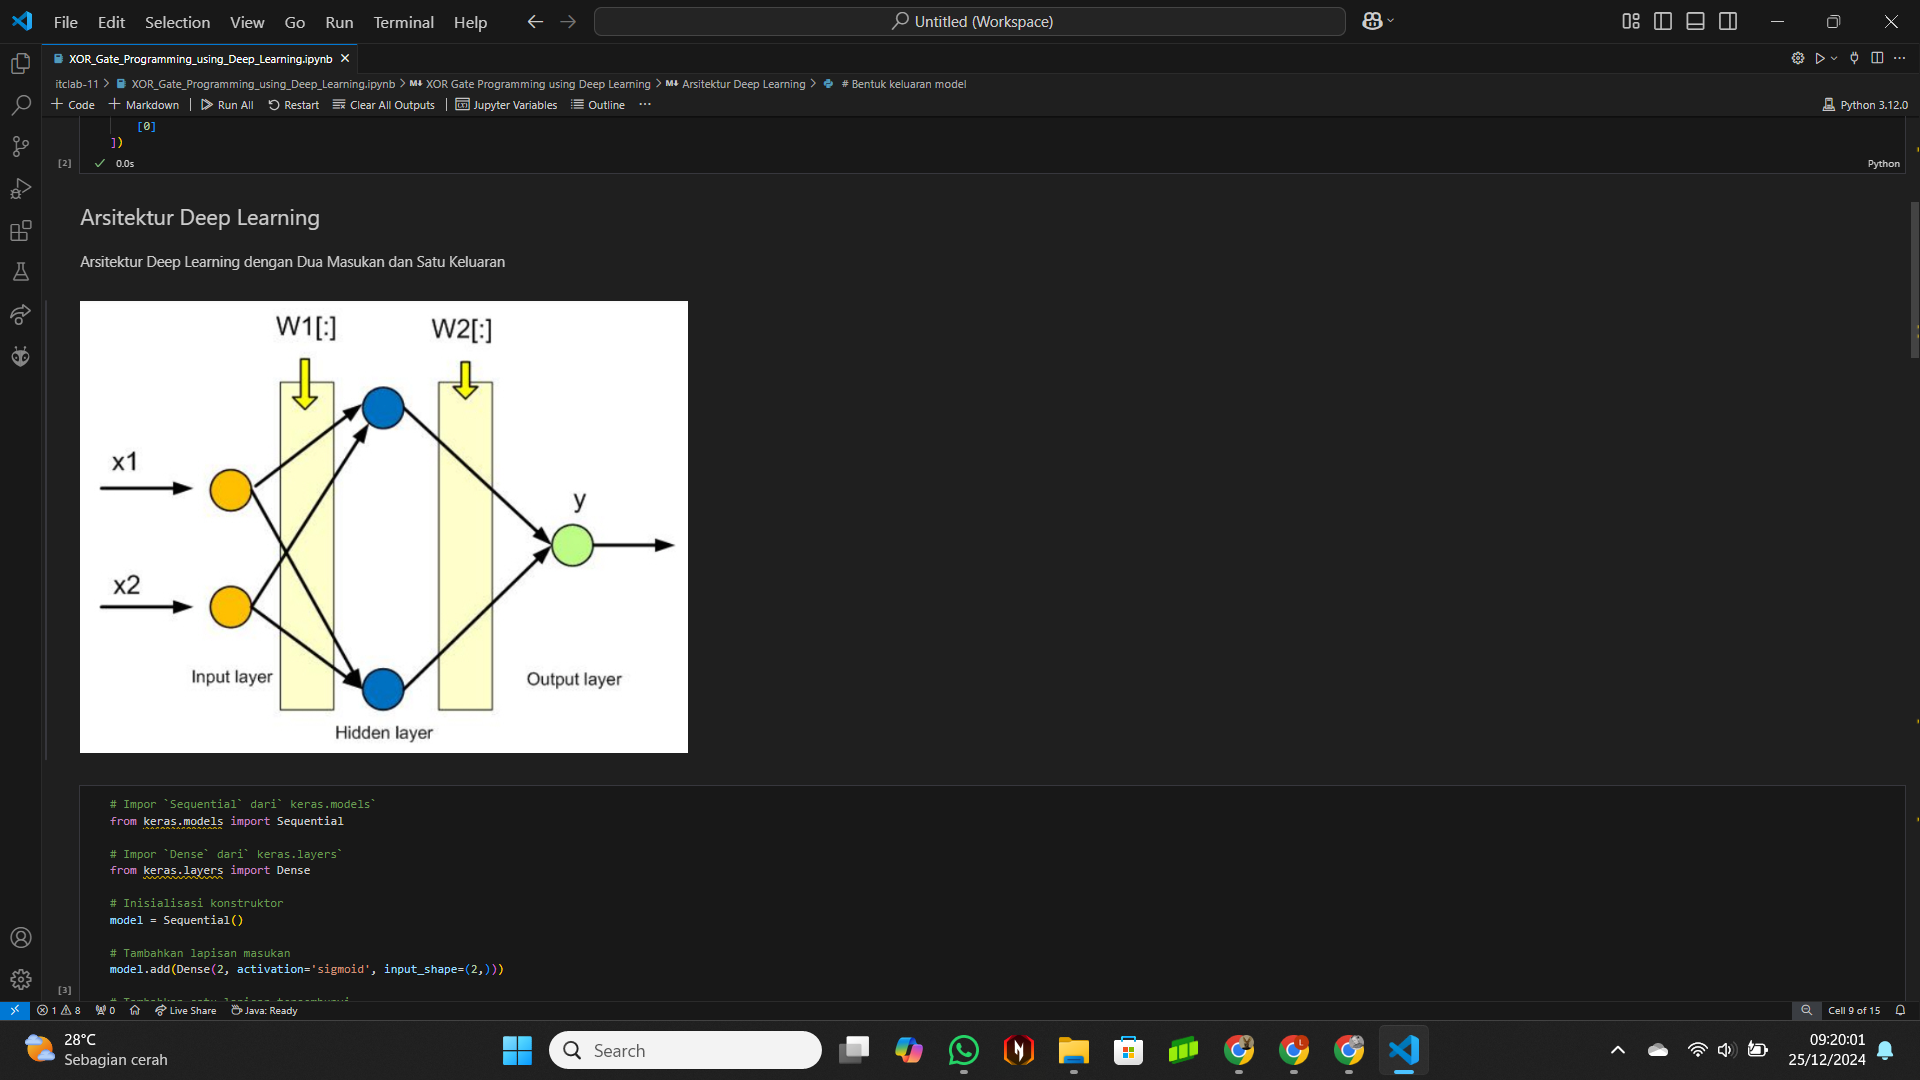 File Edit Selection View Go Run Terminal Help
Untitled (Workspace)
XOR_Gate_Programming_using_Deep_Learning.ipynb
itclab-11 > XOR_Gate_Programming_using_Deep_Learning.ipynb > M↓ XOR Gate Programming using Deep Learning > M↓ Arsitektur Deep Learning > # Bentuk keluaran model
+ Code + Markdown | Run All Restart Clear All Outputs | Jupyter Variables Outline ...
Python 3.12.0
[0]
])
[2] 0.0s
Python
Arsitektur Deep Learning
Arsitektur Deep Learning dengan Dua Masukan dan Satu Keluaran
W1[:] W2[:]
x1
y
x2
Input layer
Output layer
Hidden layer
# Impor `Sequential` dari` keras.models`
from keras.models import Sequential
# Impor `Dense` dari` keras.layers`
from keras.layers import Dense
# Inisialisasi konstruktor
model = Sequential()
# Tambahkan lapisan masukan
model.add(Dense(2, activation='sigmoid', input_shape=(2,)))
[3]
1 8 0 Live Share Java: Ready
Cell 9 of 15
28°C
Sebagian cerah
Search
09:20:01
25/12/2024